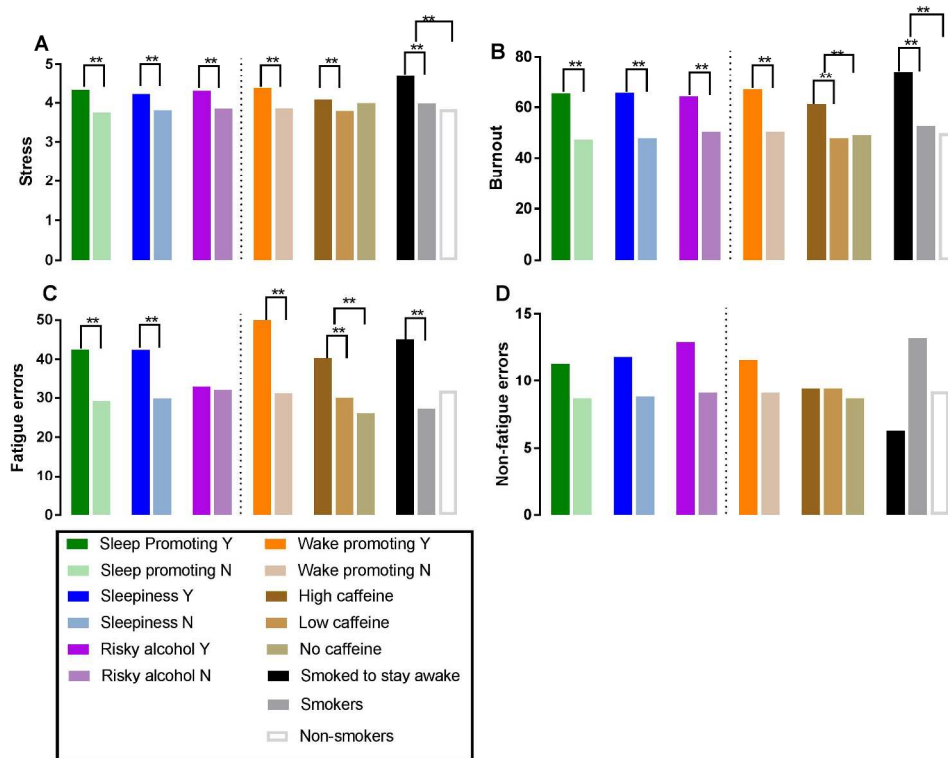 A
** ** ** ** ** ** **
Stress
5
4
3
2
1
0
B
** ** ** ** ** ** ** **
Burnout
80
60
40
20
0
C
** ** ** ** ** **
Fatigue errors
50
40
30
20
10
0
D
Non-fatigue errors
15
10
5
0
Sleep Promoting Y
Sleep promoting N
Sleepiness Y
Sleepiness N
Risky alcohol Y
Risky alcohol N
Wake promoting Y
Wake promoting N
High caffeine
Low caffeine
No caffeine
Smoked to stay awake
Smokers
Non-smokers